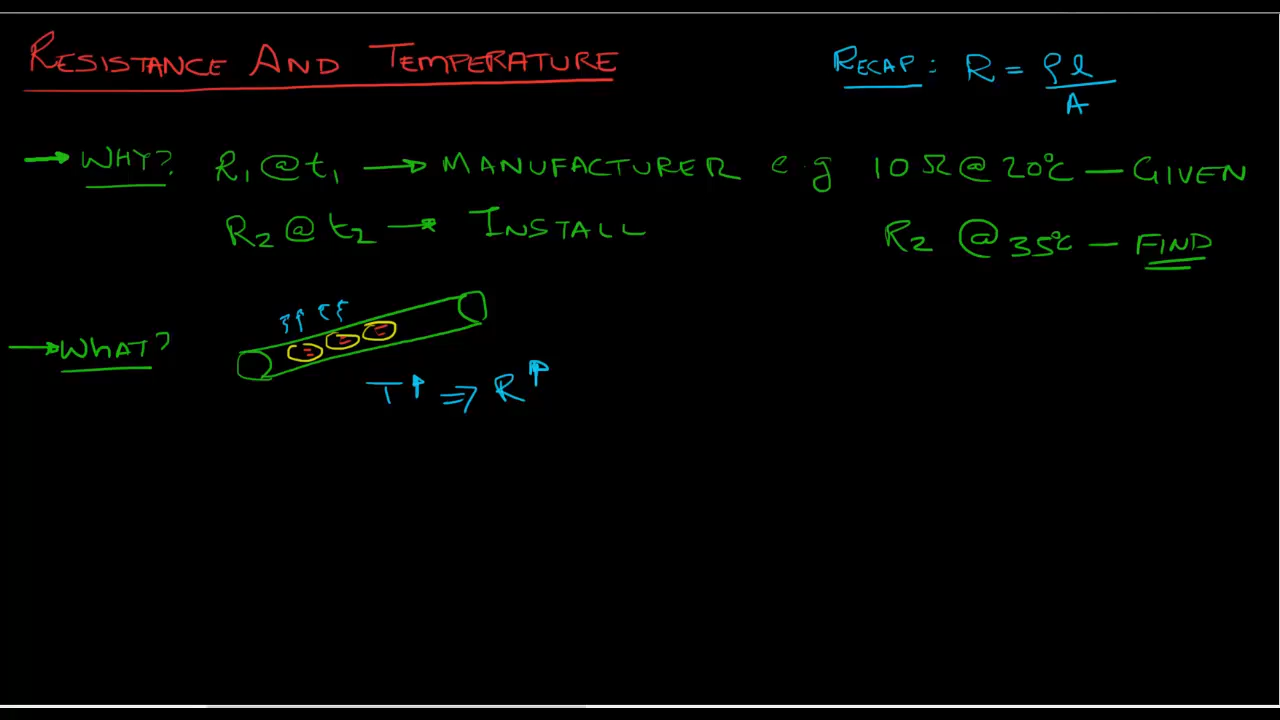 RESISTANCE AND TEMPERATURE
RECAP: R = ρl
A
→ WHY? R₁ @ t₁ → MANUFACTURER e.g 10Ω @ 20°C — GIVEN
R₂ @ t₂ → INSTALL R₂ @ 35°C — FIND
→ WHAT?
T↑ ⇒ R↑